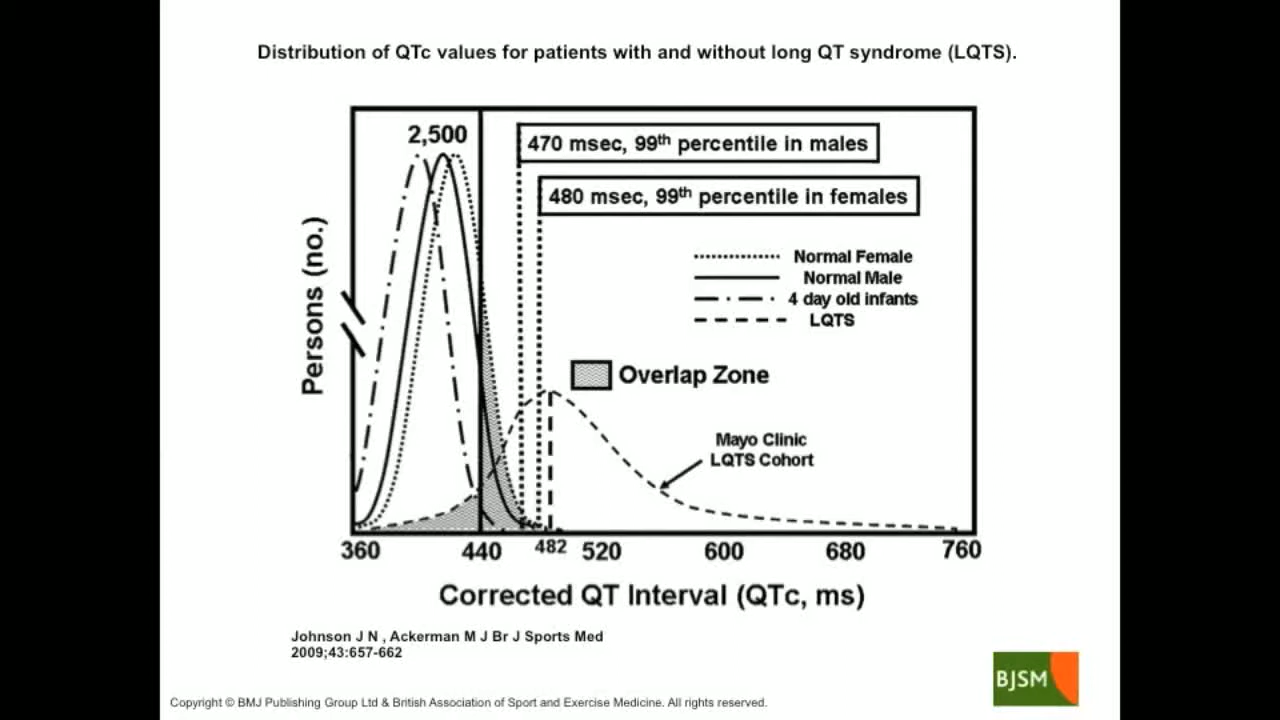 Distribution of QTc values for patients with and without long QT syndrome (LQTS).
2,500
470 msec, 99th percentile in males
480 msec, 99th percentile in females
Normal Female
Normal Male
4 day old infants
LQTS
Overlap Zone
Mayo Clinic
LQTS Cohort
Persons (no.)
360 440 482 520 600 680 760
Corrected QT Interval (QTc, ms)
Johnson J N , Ackerman M J Br J Sports Med
2009;43:657-662
BJSM
Copyright © BMJ Publishing Group Ltd & British Association of Sport and Exercise Medicine. All rights reserved.